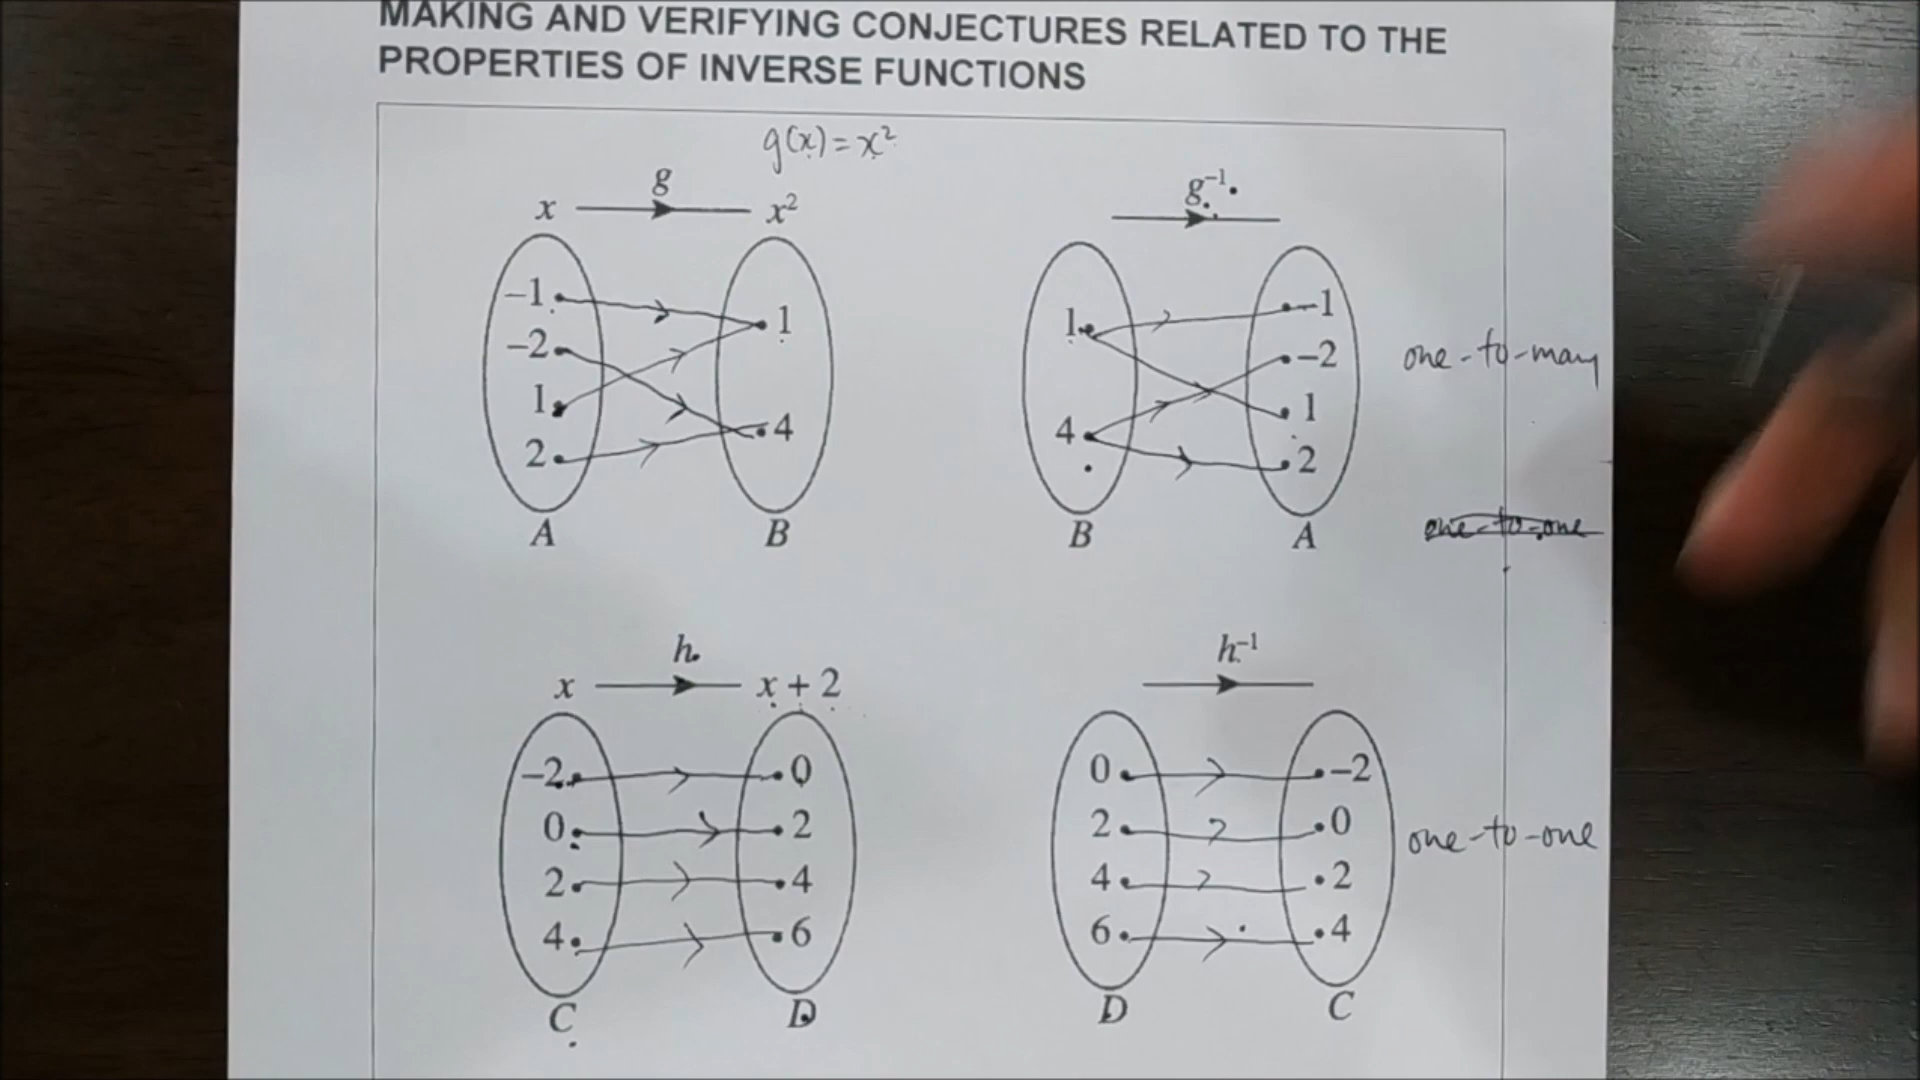 MAKING AND VERIFYING CONJECTURES RELATED TO THE
PROPERTIES OF INVERSE FUNCTIONS
g(x) = x²
g
x x²
-1
-2
1
2
1
4
A B
g⁻¹
1
4
-1
-2
1
2
B A
one-to-many
one-to-one
h
x x + 2
-2 0
0 2
2 4
4 6
C D
h⁻¹
0 -2
2 0
4 2
6 4
D C
one-to-one